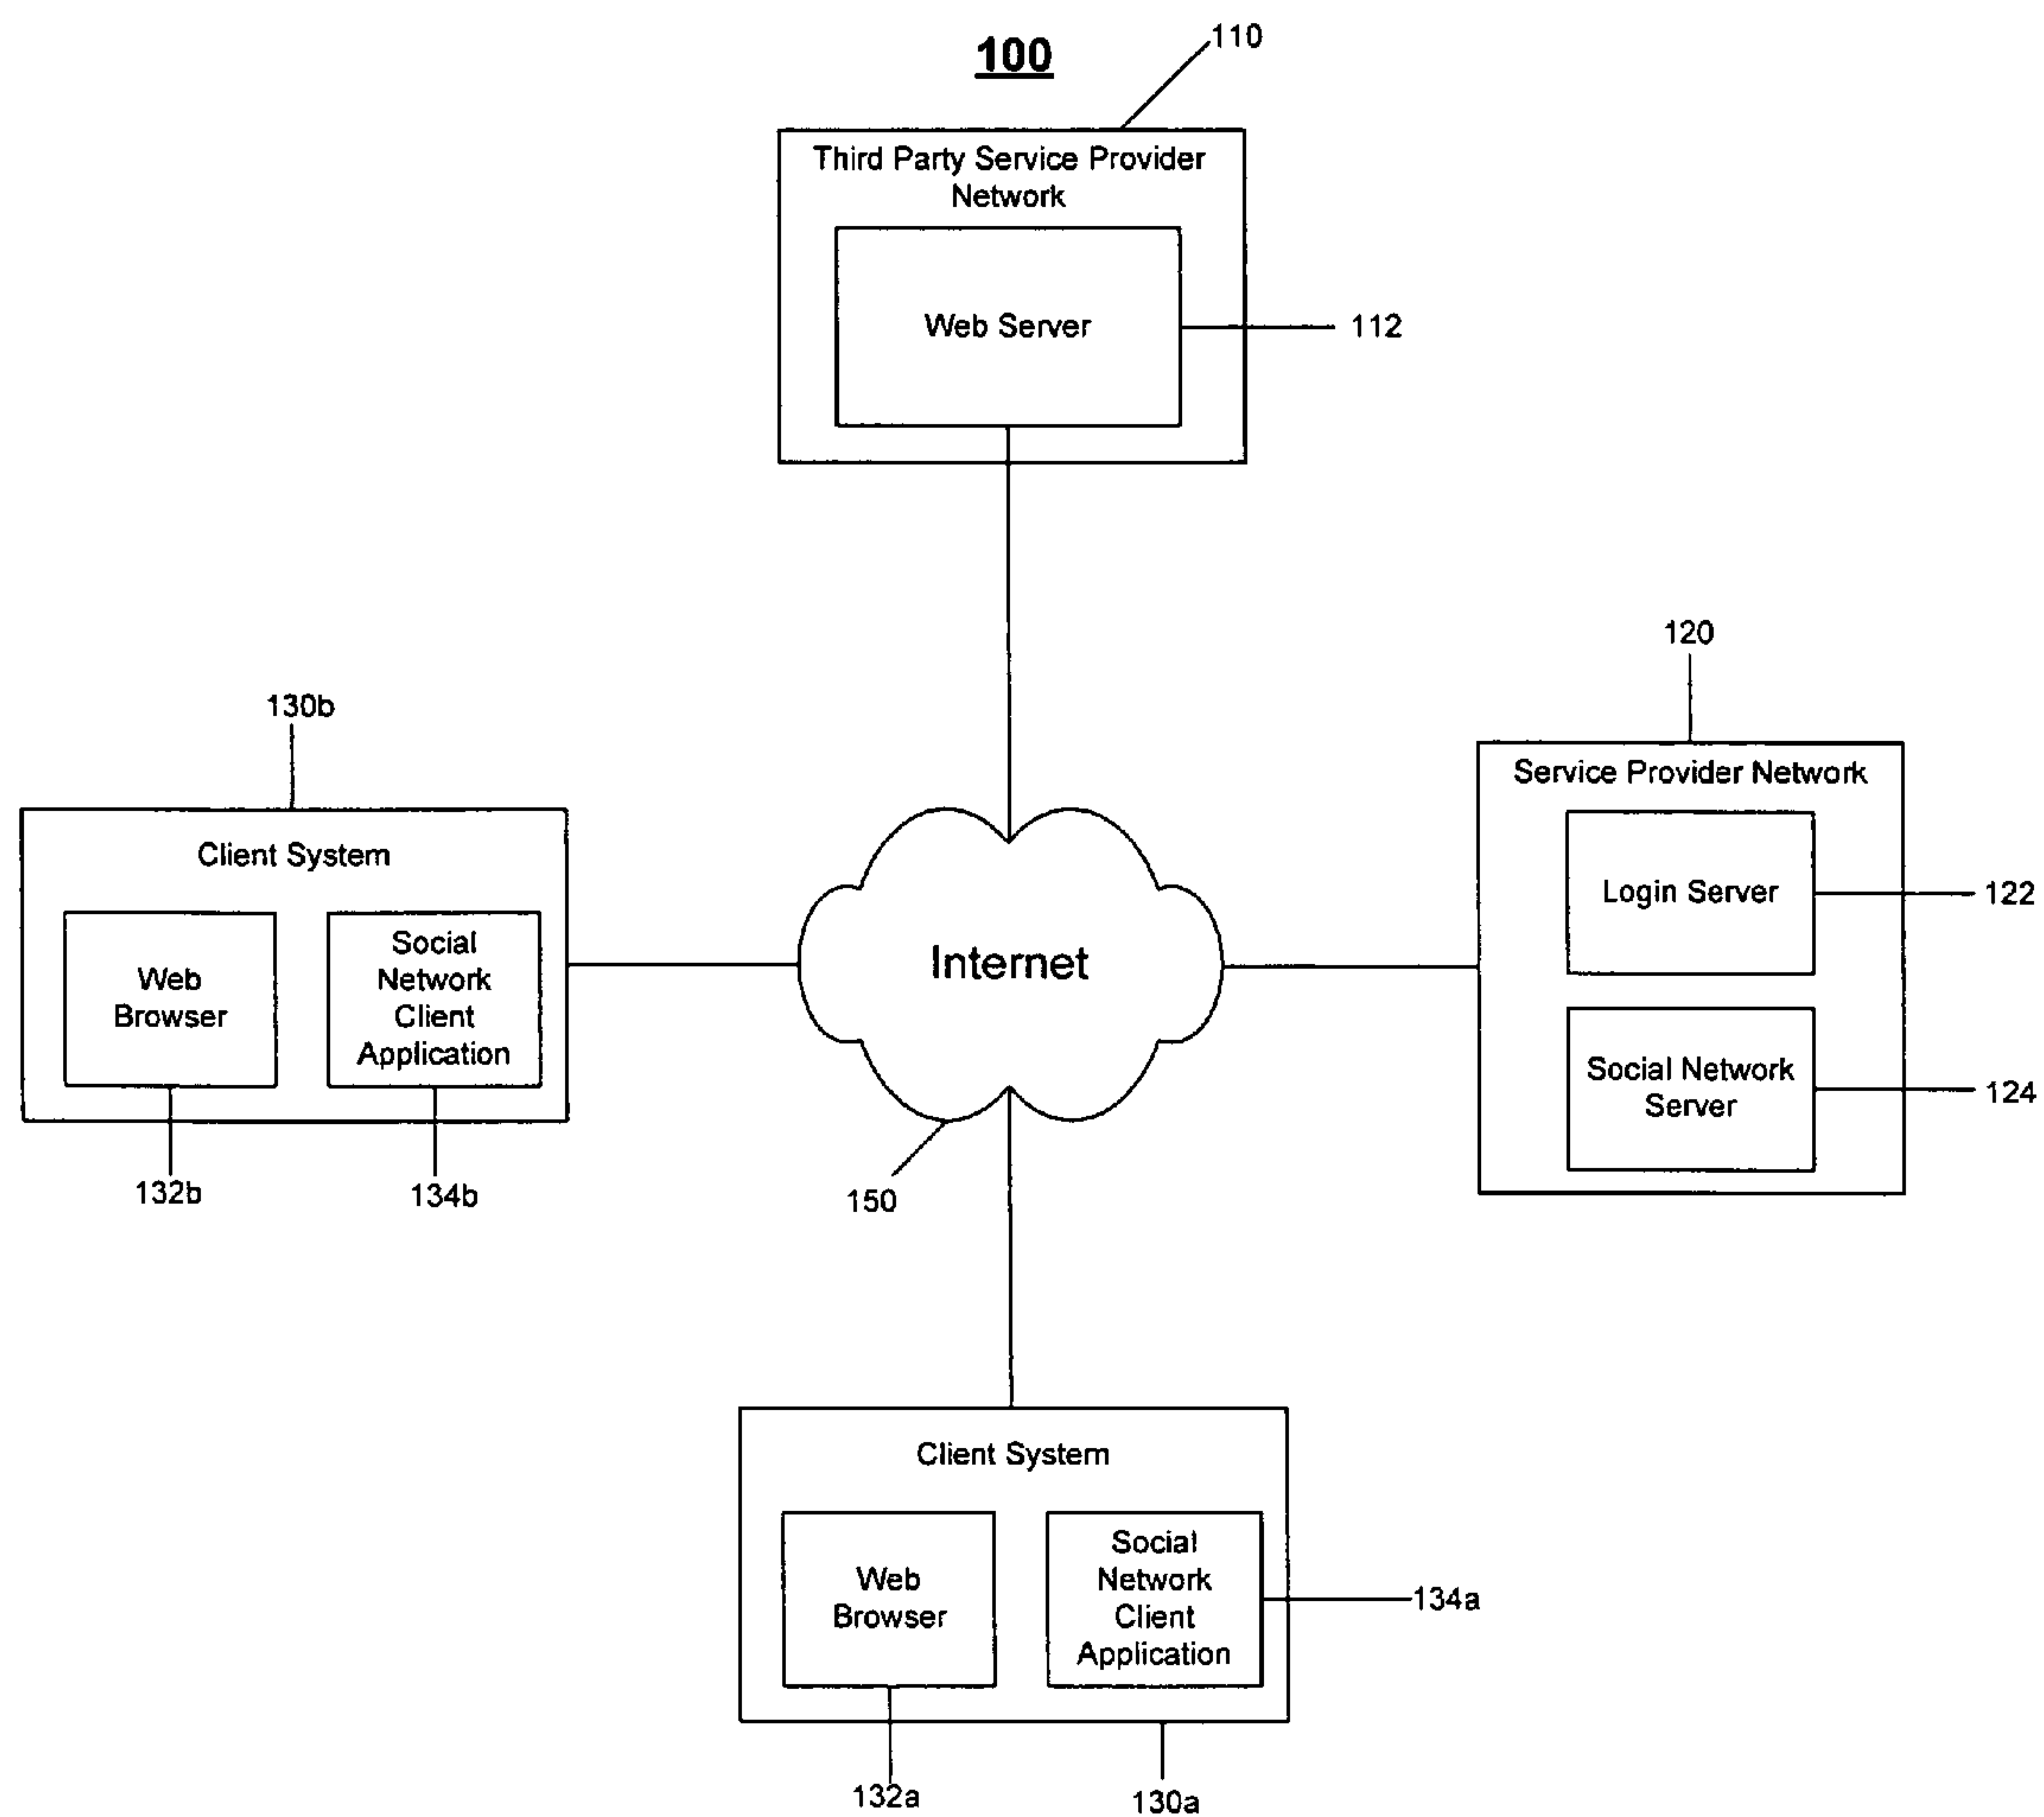 100
110
Third Party Service Provider
Network
Web Server
112
120
Service Provider Network
Login Server
122
Social Network
Server
124
130b
Client System
Web
Browser
Social
Network
Client
Application
132b
134b
Internet
150
Client System
Web
Browser
Social
Network
Client
Application
134a
132a
130a